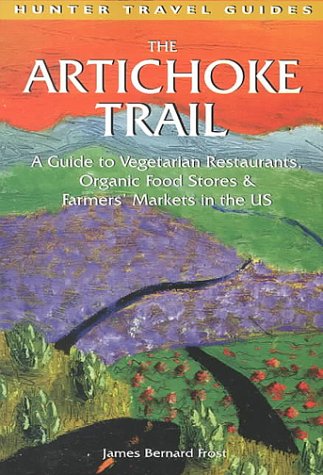 HUNTER TRAVEL GUIDES
THE
ARTICHOKE
TRAIL
A Guide to Vegetarian Restaurants,
Organic Food Stores &
Farmers' Markets in the US
James Bernard Frost